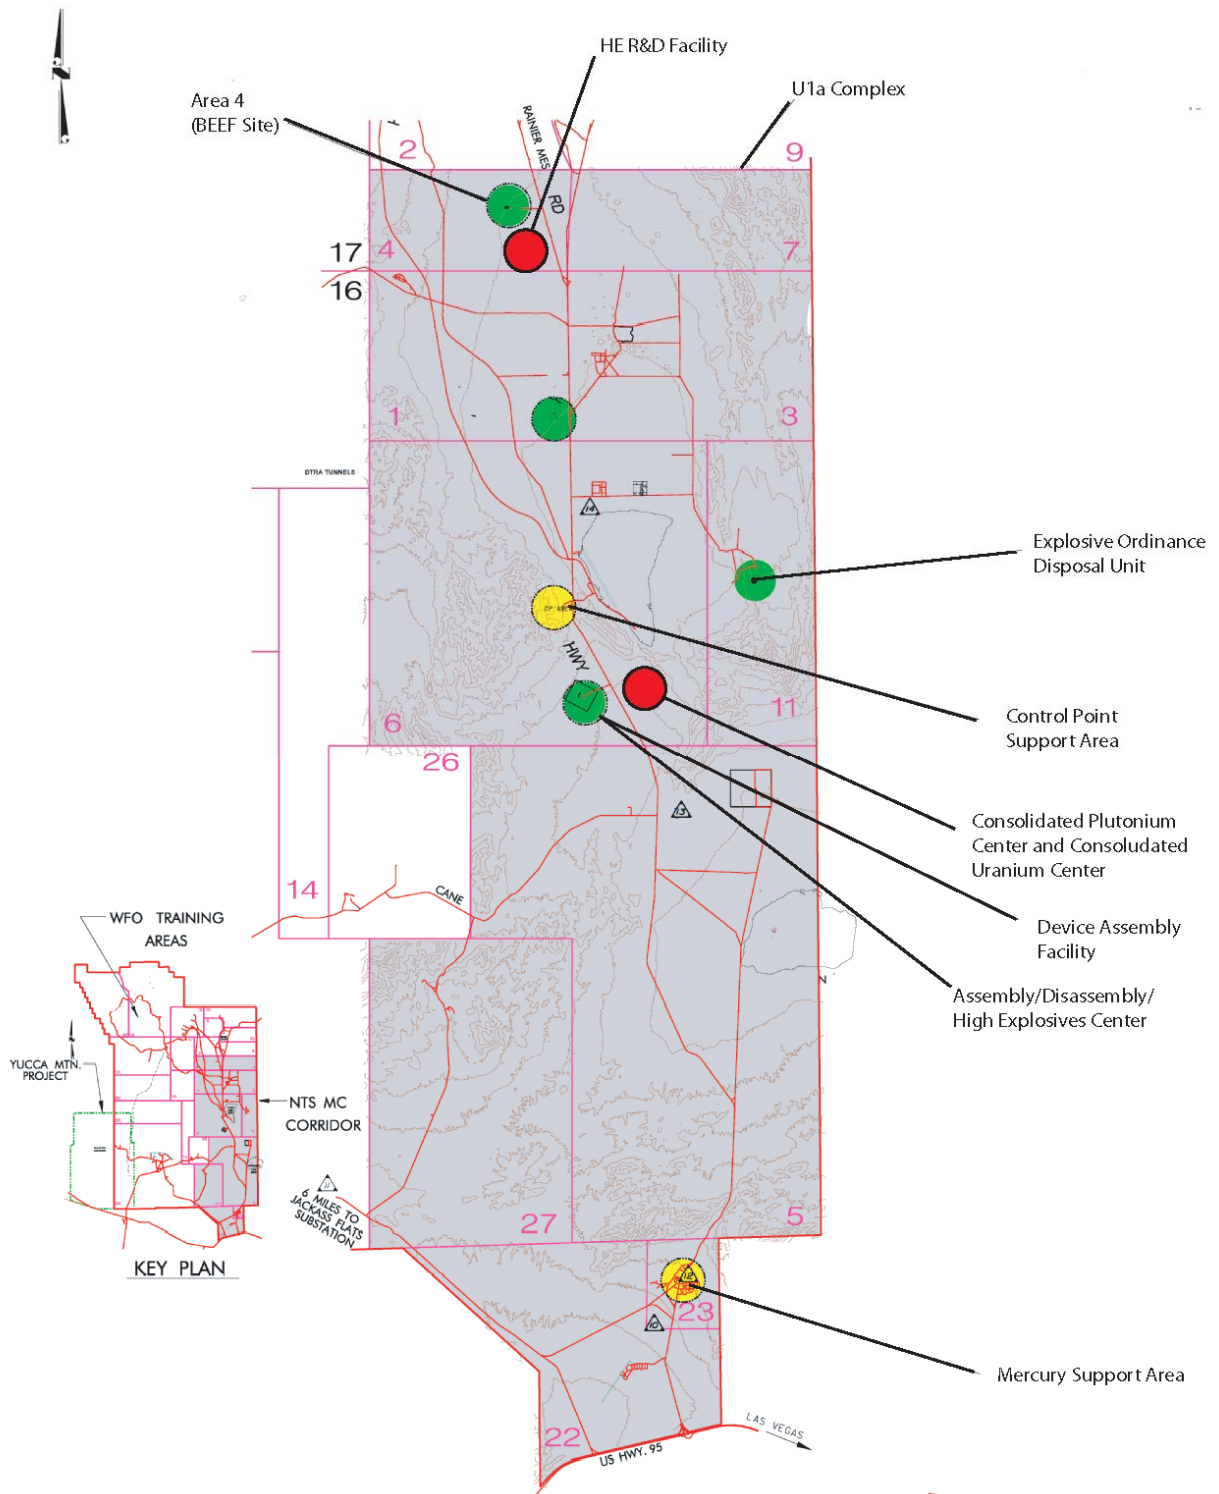 N
HE R&D Facility
U1a Complex
Area 4
(BEEF Site)
RAINIER MES
RD
2
9
17
4
7
16
1
3
DTRA TUNNELS
14
Explosive Ordinance
Disposal Unit
HWY
6
11
Control Point
Support Area
26
13
Consolidated Plutonium
Center and Consoludated
Uranium Center
14
CANE
Device Assembly
Facility
Assembly/Disassembly/
High Explosives Center
WFO TRAINING
AREAS
YUCCA MTN.
PROJECT
NTS MC
CORRIDOR
KEY PLAN
11
6 MILES TO
JACKASS FLATS
SUBSTATION
27
5
12
23
10
Mercury Support Area
22
US HWY. 95
LAS VEGAS